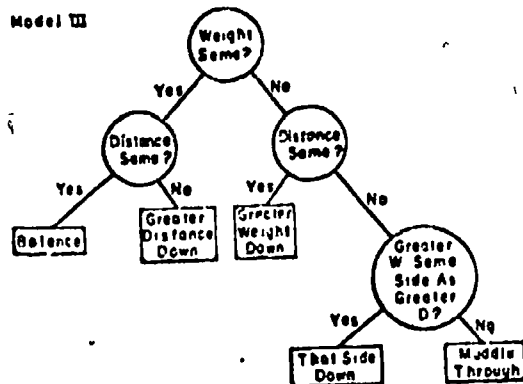 Model III
Weight
Same?
Yes
No
Distance
Same?
Distance
Same?
Yes
No
Yes
No
Balance
Greater
Distance
Down
Greater
Weight
Down
Greater
W Same
Side As
Greater
D?
Yes
No
That Side
Down
Muddle
Through